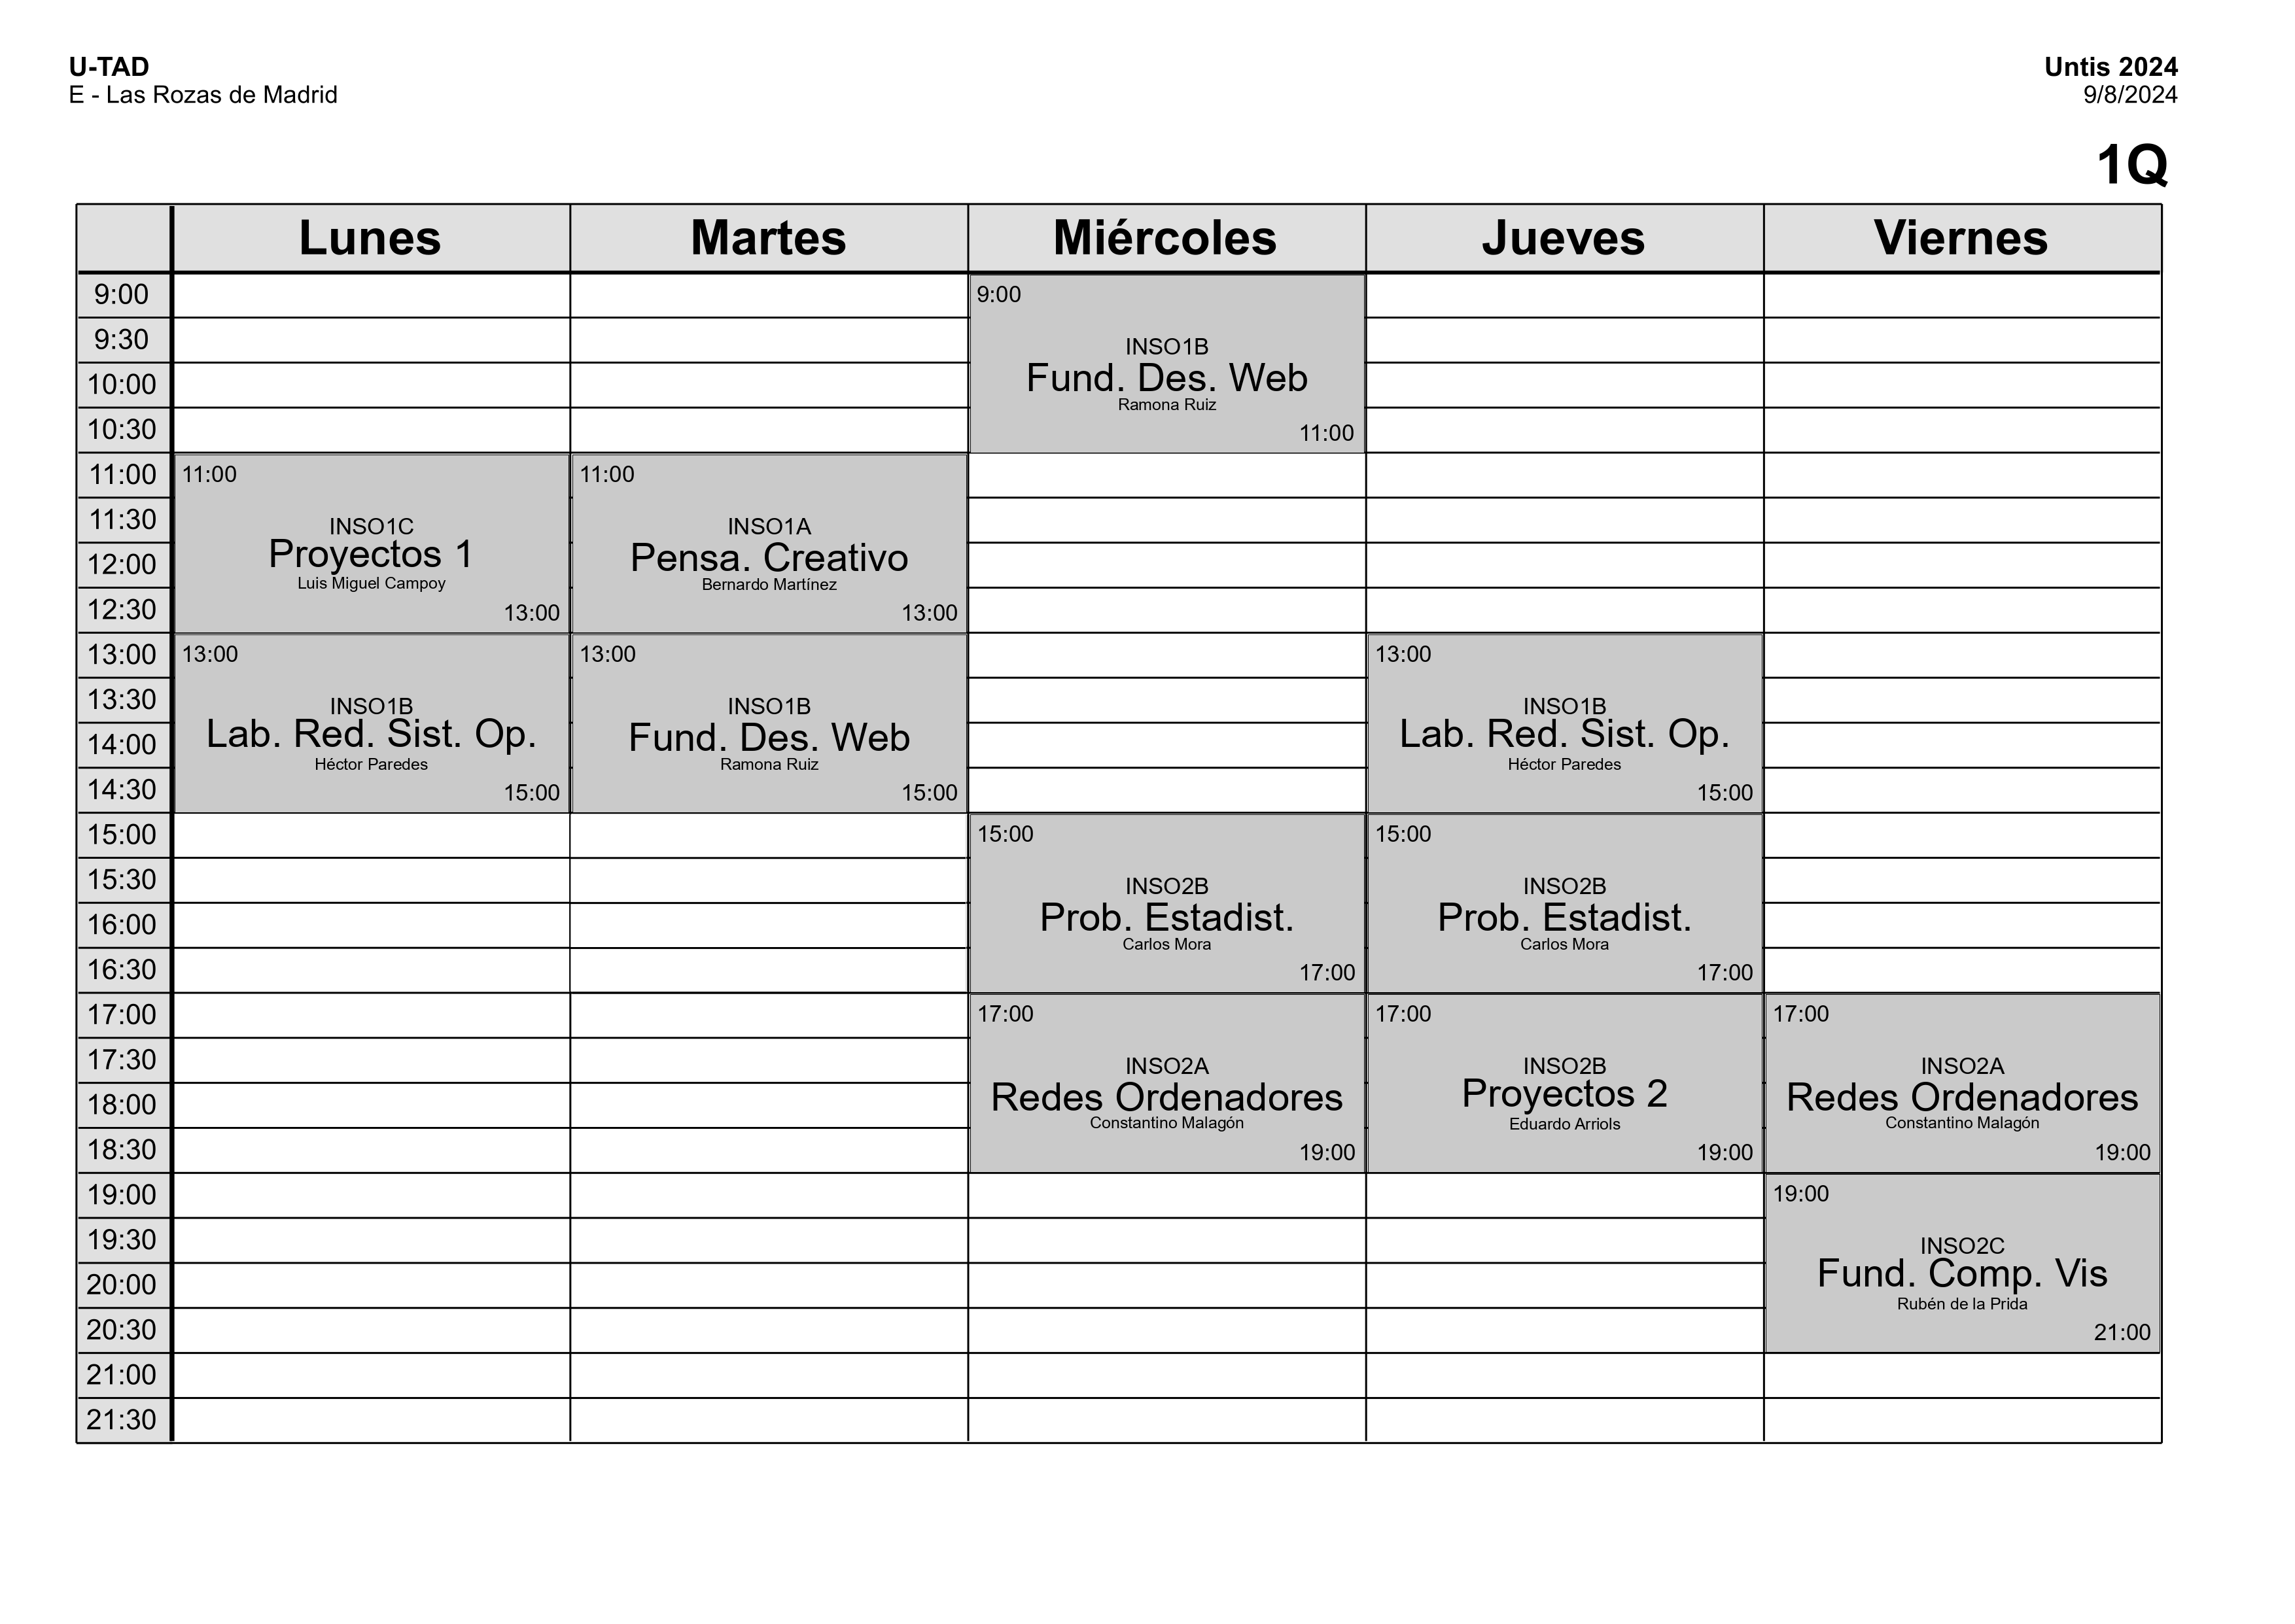 U-TAD
E - Las Rozas de Madrid
Untis 2024
9/8/2024
1Q
Lunes Martes Miércoles Jueves Viernes
9:00
9:30
10:00
10:30
11:00
11:30
12:00
12:30
13:00
13:30
14:00
14:30
15:00
15:30
16:00
16:30
17:00
17:30
18:00
18:30
19:00
19:30
20:00
20:30
21:00
21:30
11:00
INSO1C
Proyectos 1
Luis Miguel Campoy
13:00
13:00
INSO1B
Lab. Red. Sist. Op.
Héctor Paredes
15:00
11:00
INSO1A
Pensa. Creativo
Bernardo Martínez
13:00
13:00
INSO1B
Fund. Des. Web
Ramona Ruiz
15:00
9:00
INSO1B
Fund. Des. Web
Ramona Ruiz
11:00
15:00
INSO2B
Prob. Estadist.
Carlos Mora
17:00
17:00
INSO2A
Redes Ordenadores
Constantino Malagón
19:00
13:00
INSO1B
Lab. Red. Sist. Op.
Héctor Paredes
15:00
15:00
INSO2B
Prob. Estadist.
Carlos Mora
17:00
17:00
INSO2B
Proyectos 2
Eduardo Arriols
19:00
17:00
INSO2A
Redes Ordenadores
Constantino Malagón
19:00
19:00
INSO2C
Fund. Comp. Vis
Rubén de la Prida
21:00